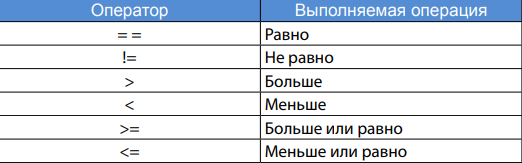 Оператор Выполняемая операция
= = Равно
!= Не равно
> Больше
< Меньше
>= Больше или равно
<= Меньше или равно